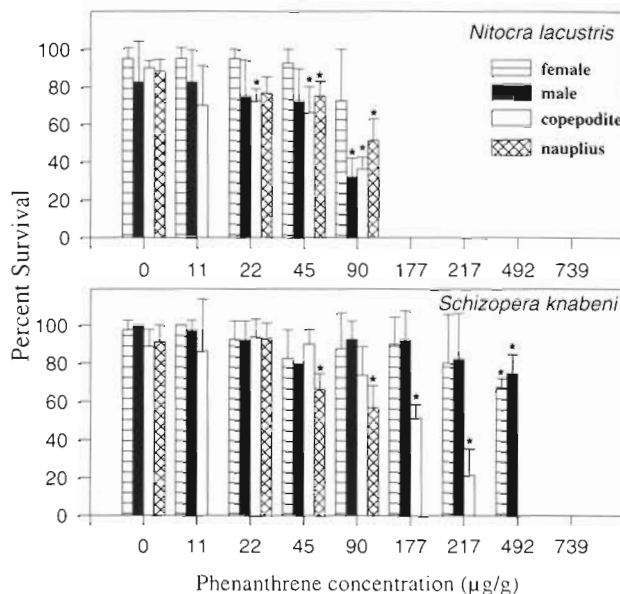 Nitocra lacustris
female
male
copepodite
nauplius
100
80
60
40
20
0
* * * * * * *
0 11 22 45 90 177 217 492 739
Percent Survival
Schizopera knabeni
100
80
60
40
20
0
* * * * * *
0 11 22 45 90 177 217 492 739
Phenanthrene concentration (µg/g)